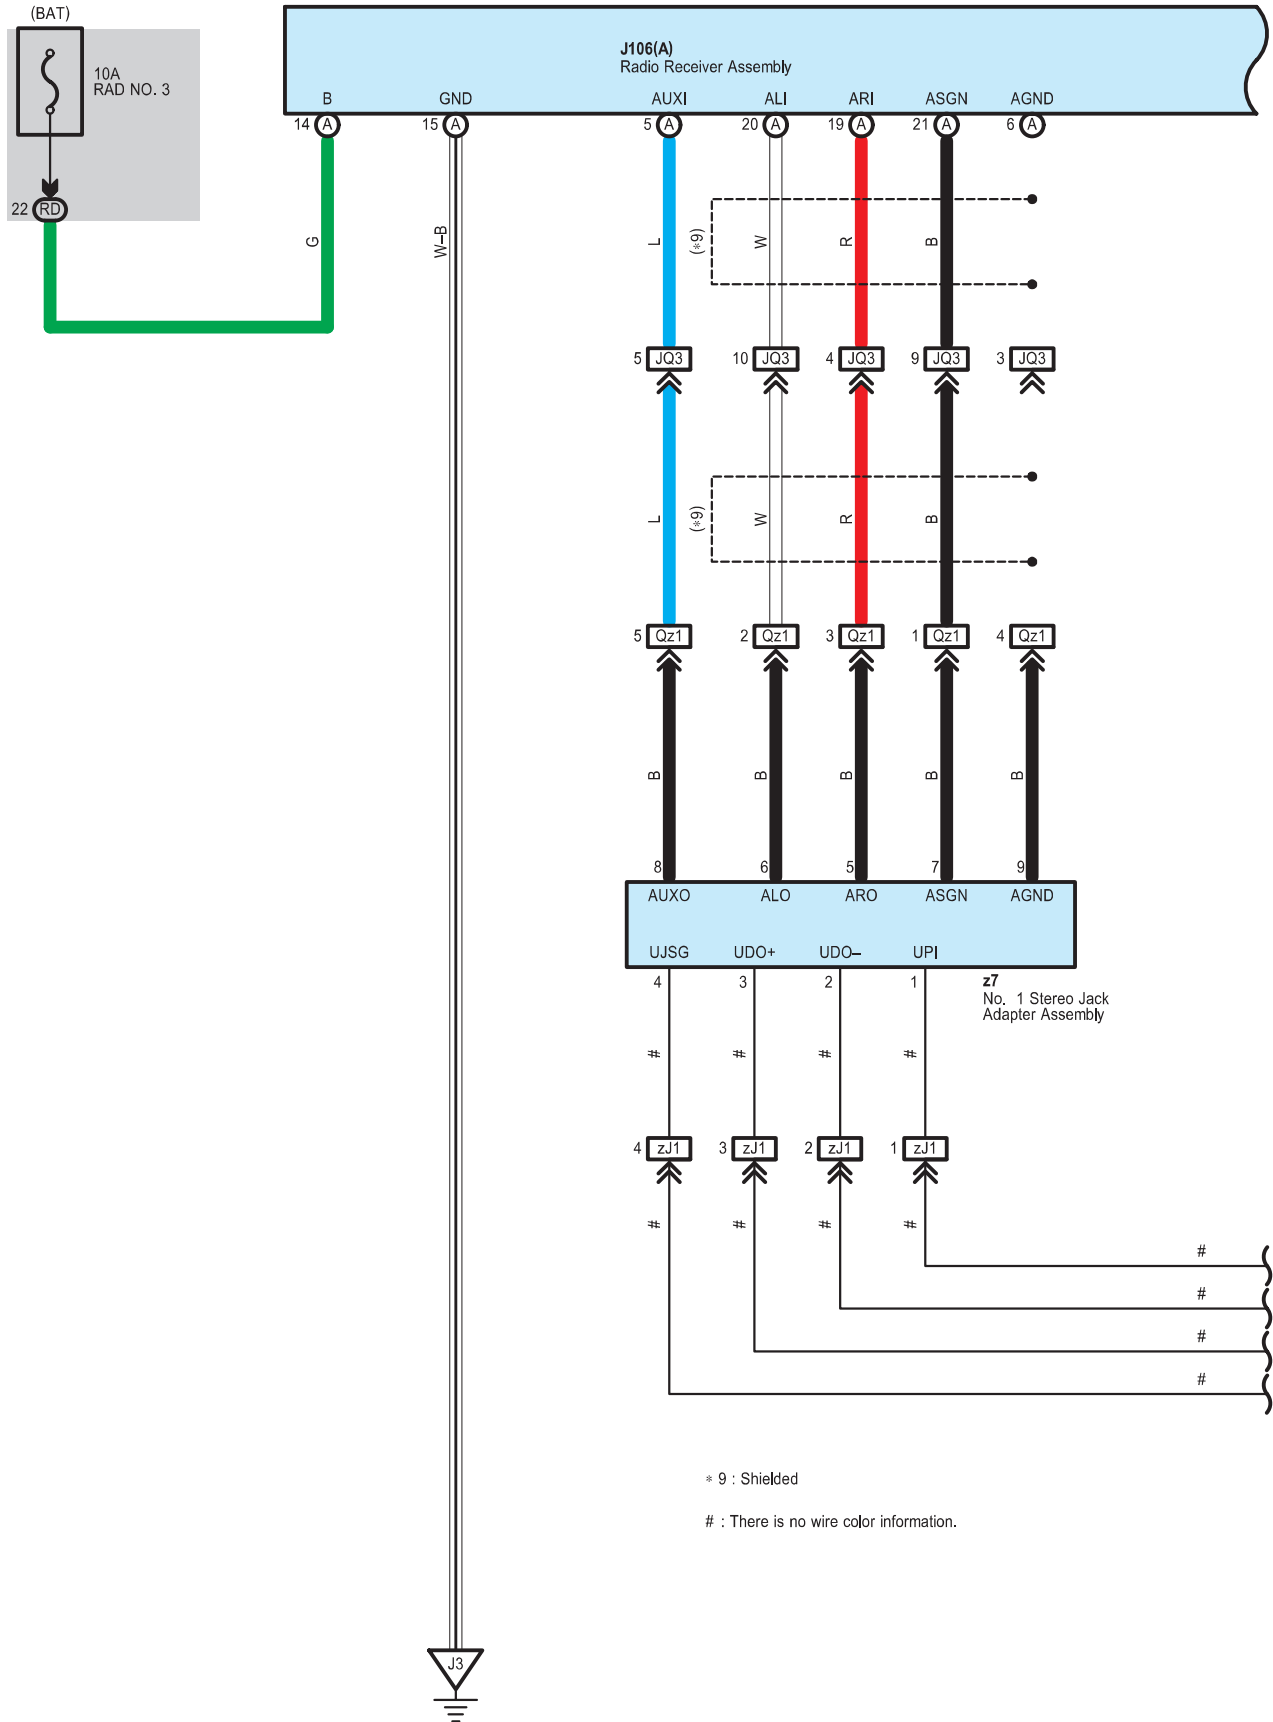 (BAT)
10A
RAD NO. 3
22 RD
G
J106(A)
Radio Receiver Assembly
B GND AUXI ALI ARI ASGN AGND
14 A 15 A 5 A 20 A 19 A 21 A 6 A
W–B
L (*9) W R B
5 JQ3 10 JQ3 4 JQ3 9 JQ3 3 JQ3
L (*9) W R B
5 Qz1 2 Qz1 3 Qz1 1 Qz1 4 Qz1
B B B B B
8 6 5 7 9
AUXO ALO ARO ASGN AGND
UJSG UDO+ UDO– UPI
4 3 2 1
z7
No. 1 Stereo Jack
Adapter Assembly
# # # #
4 zJ1 3 zJ1 2 zJ1 1 zJ1
# # # #
#
#
#
#
* 9 : Shielded
# : There is no wire color information.
J3